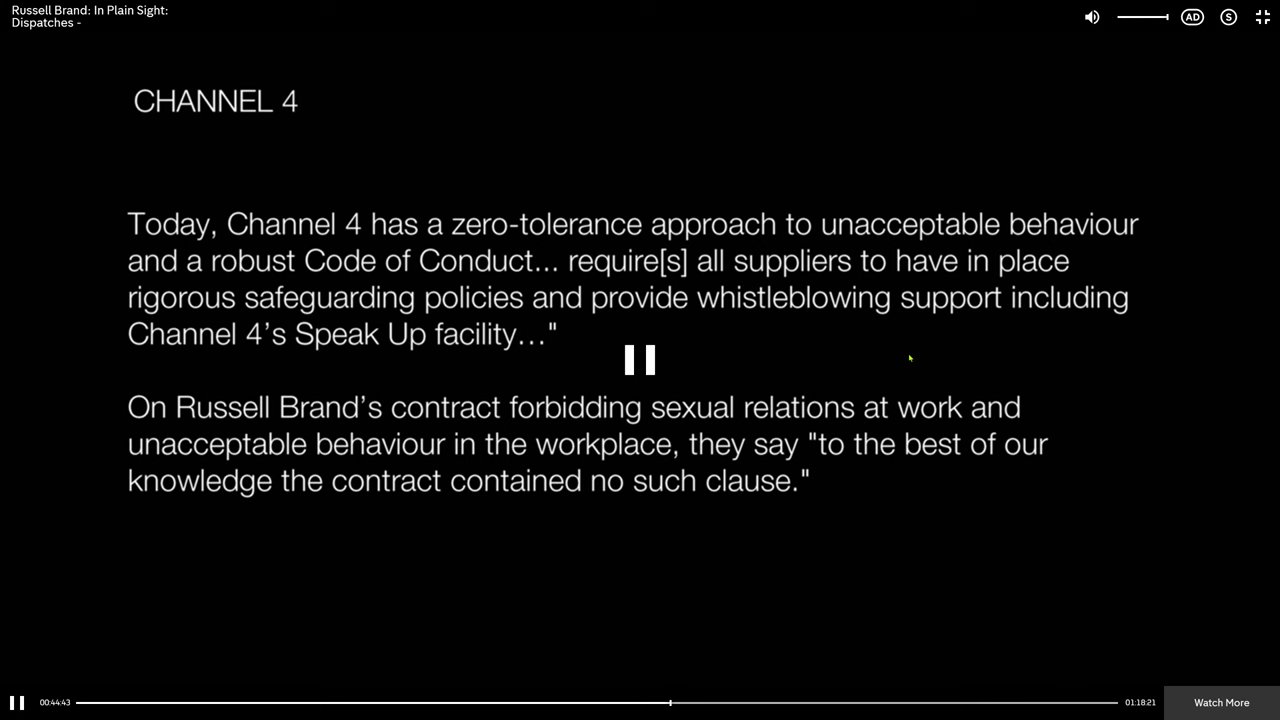 Russell Brand: In Plain Sight:
Dispatches -
AD
S
CHANNEL 4
Today, Channel 4 has a zero-tolerance approach to unacceptable behaviour
and a robust Code of Conduct... require[s] all suppliers to have in place
rigorous safeguarding policies and provide whistleblowing support including
Channel 4’s Speak Up facility…"
On Russell Brand’s contract forbidding sexual relations at work and
unacceptable behaviour in the workplace, they say "to the best of our
knowledge the contract contained no such clause."
00:44:43
01:18:21
Watch More